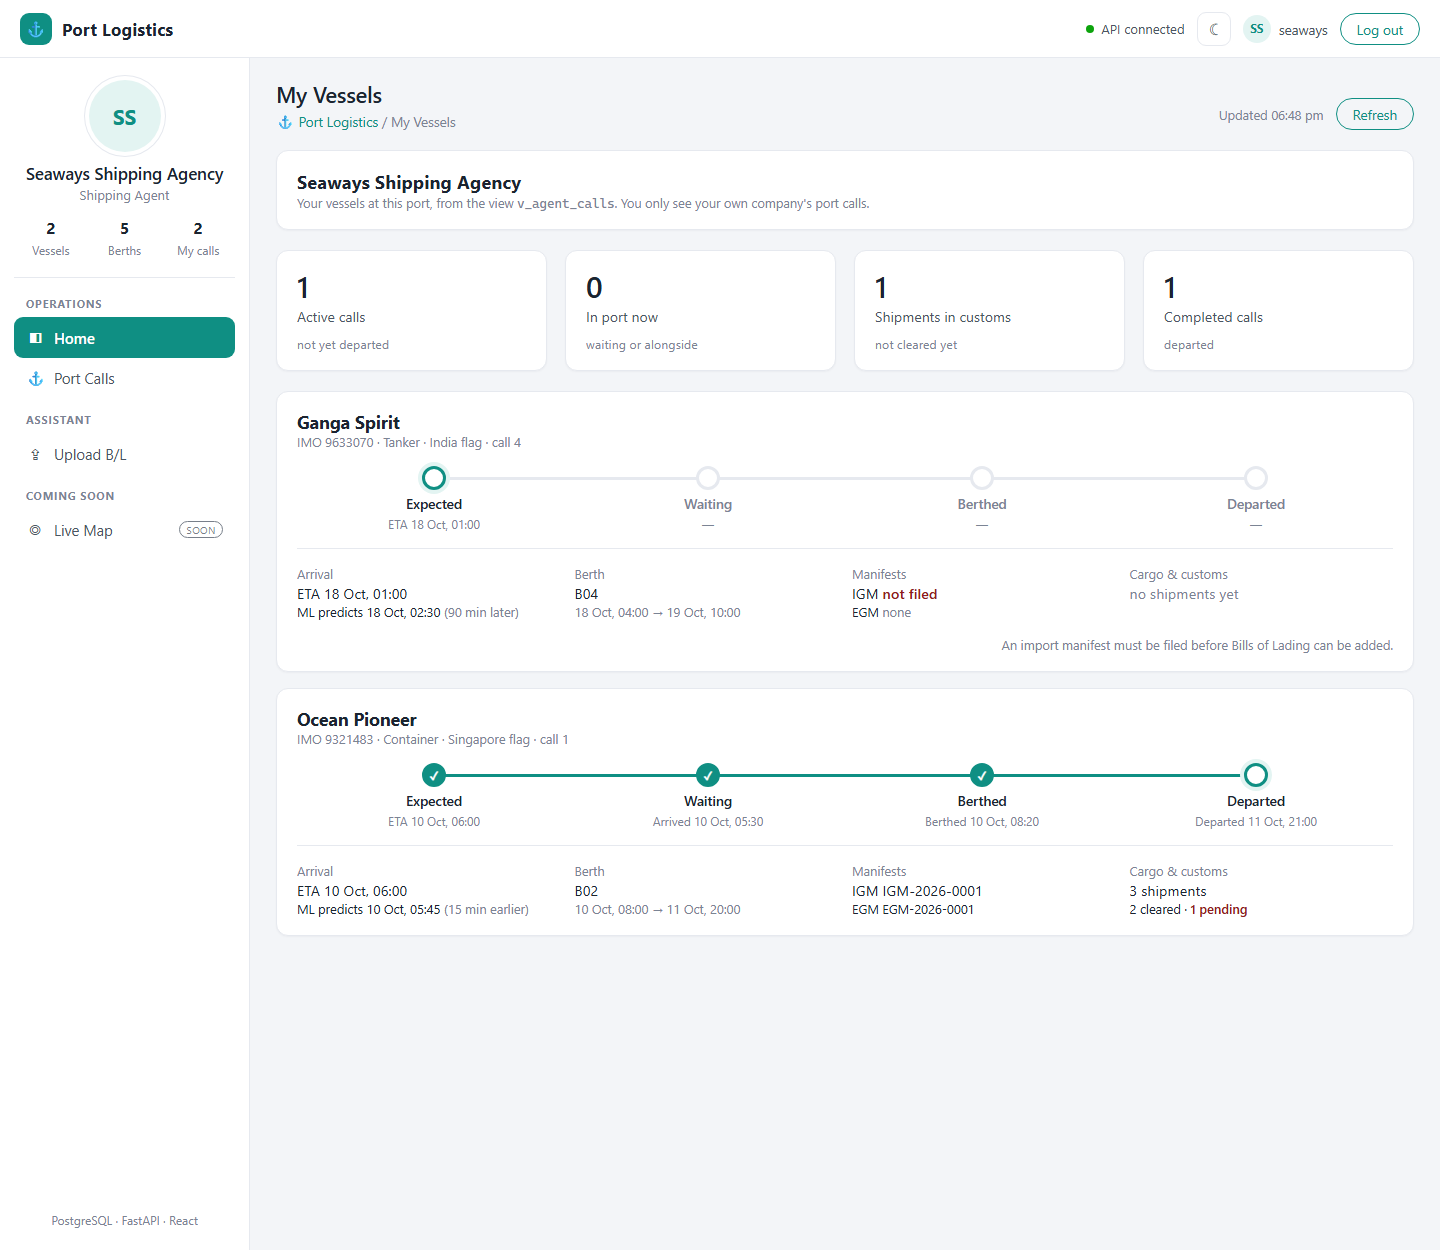 Port Logistics
API connected
SS
seaways
Log out
SS
Seaways Shipping Agency
Shipping Agent
2 5 2
Vessels Berths My calls
OPERATIONS
Home
Port Calls
ASSISTANT
Upload B/L
COMING SOON
Live Map
SOON
PostgreSQL · FastAPI · React
My Vessels
Port Logistics / My Vessels
Updated 06:48 pm
Refresh
Seaways Shipping Agency
Your vessels at this port, from the view v_agent_calls. You only see your own company's port calls.
1
Active calls
not yet departed
0
In port now
waiting or alongside
1
Shipments in customs
not cleared yet
1
Completed calls
departed
Ganga Spirit
IMO 9633070 · Tanker · India flag · call 4
Expected Waiting Berthed Departed
ETA 18 Oct, 01:00 — — —
Arrival
ETA 18 Oct, 01:00
ML predicts 18 Oct, 02:30 (90 min later)
Berth
B04
18 Oct, 04:00 → 19 Oct, 10:00
Manifests
IGM not filed
EGM none
Cargo & customs
no shipments yet
An import manifest must be filed before Bills of Lading can be added.
Ocean Pioneer
IMO 9321483 · Container · Singapore flag · call 1
Expected Waiting Berthed Departed
ETA 10 Oct, 06:00 Arrived 10 Oct, 05:30 Berthed 10 Oct, 08:20 Departed 11 Oct, 21:00
Arrival
ETA 10 Oct, 06:00
ML predicts 10 Oct, 05:45 (15 min earlier)
Berth
B02
10 Oct, 08:00 → 11 Oct, 20:00
Manifests
IGM IGM-2026-0001
EGM EGM-2026-0001
Cargo & customs
3 shipments
2 cleared · 1 pending